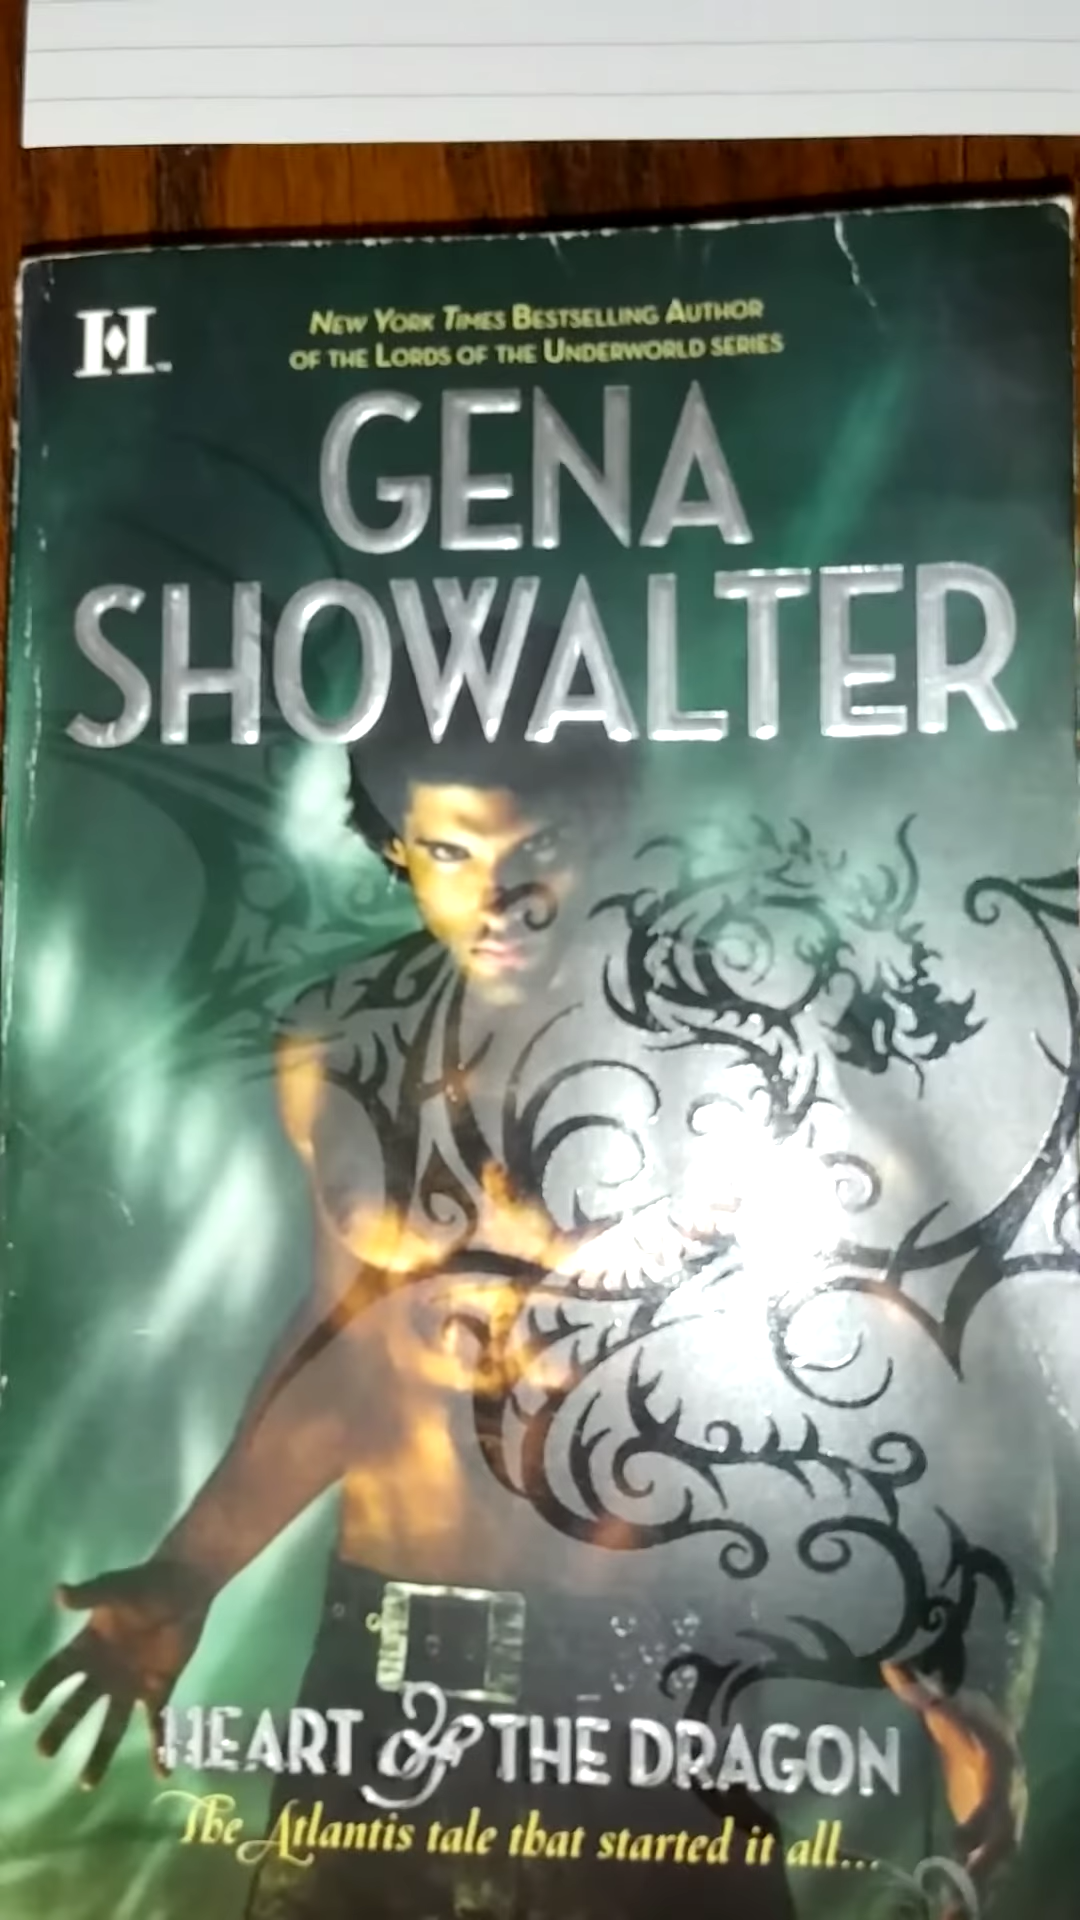 H™
NEW YORK TIMES BESTSELLING AUTHOR
OF THE LORDS OF THE UNDERWORLD SERIES
GENA
SHOWALTER
HEART of THE DRAGON
The Atlantis tale that started it all...